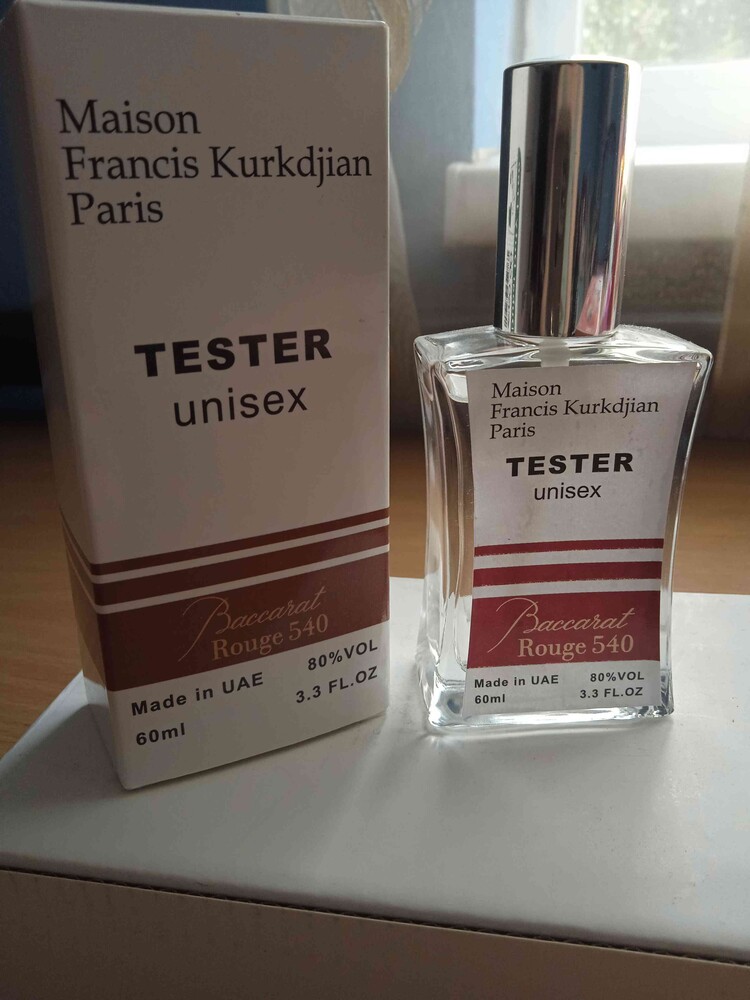 Maison
Francis Kurkdjian
Paris
TESTER
unisex
Baccarat
Rouge 540
Made in UAE 80%VOL
60ml 3.3 FL.OZ
Maison
Francis Kurkdjian
Paris
TESTER
unisex
Baccarat
Rouge 540
Made in UAE 80%VOL
60ml 3.3 FL.OZ